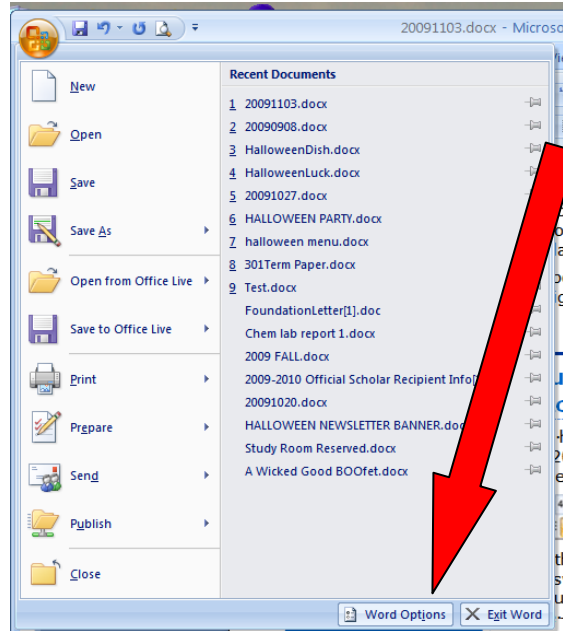 20091103.docx - Microso
New
Open
Save
Save As
Open from Office Live
Save to Office Live
Print
Prepare
Send
Publish
Close
Recent Documents
1 20091103.docx
2 20090908.docx
3 HalloweenDish.docx
4 HalloweenLuck.docx
5 20091027.docx
6 HALLOWEEN PARTY.docx
7 halloween menu.docx
8 301Term Paper.docx
9 Test.docx
FoundationLetter[1].doc
Chem lab report 1.docx
2009 FALL.docx
2009-2010 Official Scholar Recipient Info
20091020.docx
HALLOWEEN NEWSLETTER BANNER.do
Study Room Reserved.docx
A Wicked Good BOOfet.docx
Word Options
Exit Word